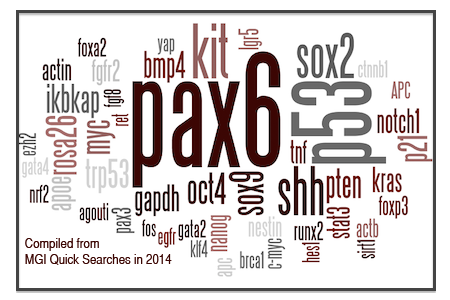 foxa2
yap
kit
lgr5
sox2
ctnnb1
actin
fgfr2
bmp4
pax6
p53
APC
ikbkap
fgf8
notch1
ezh2
rosa26
myc
ret
tnf
p21
gata4
trp53
apoe
nrf2
gapdh
oct4
sox9
shh
pten
kras
foxp3
agouti
pax3
fos
egfr
gata2
nanog
nestin
runx2
stat3
actb
klf4
apc
brca1
c-myc
hes1
sirt1
Compiled from
MGI Quick Searches in 2014